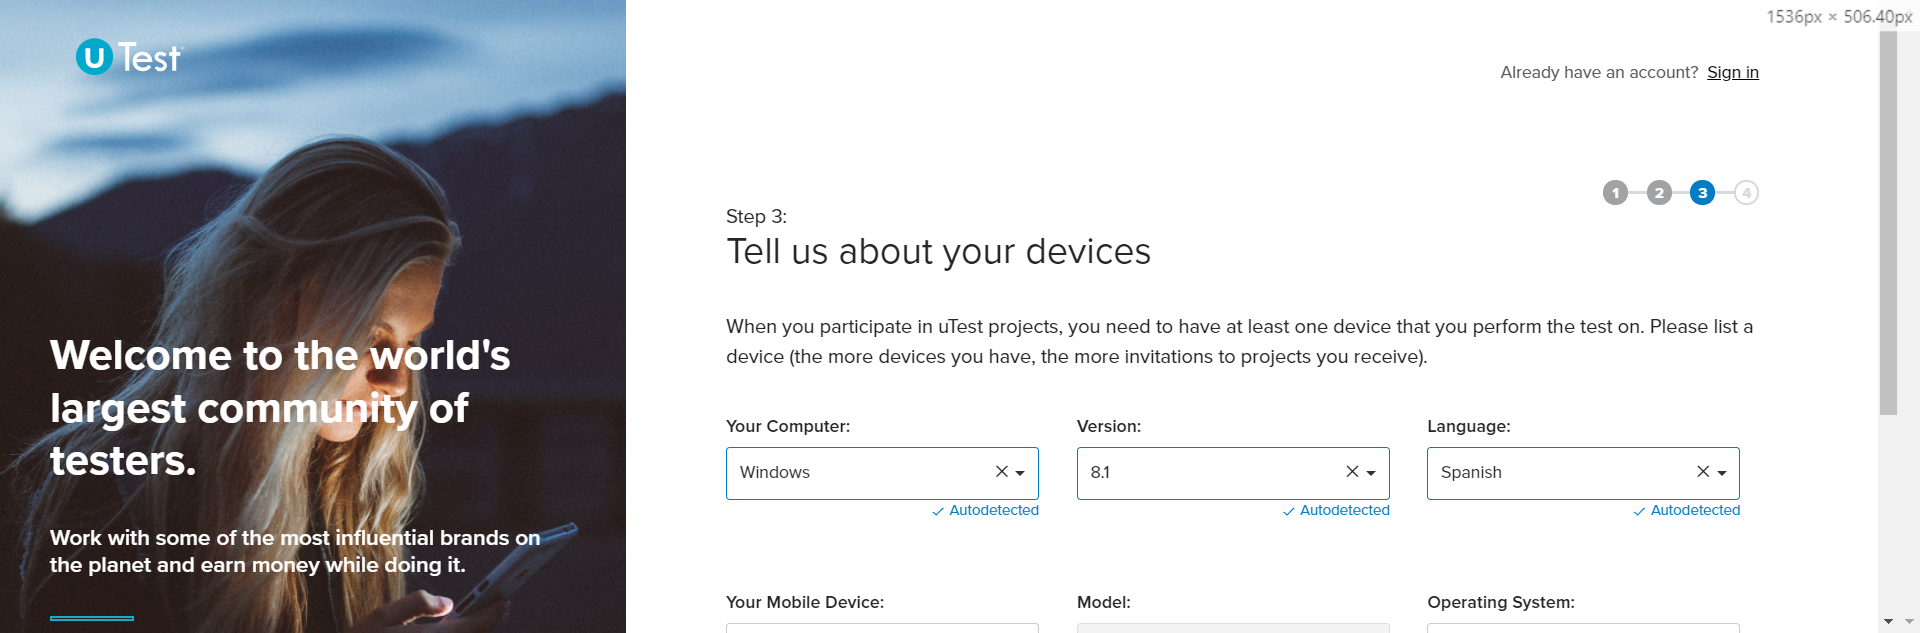 1536px × 506.40px
U Test
Already have an account? Sign in
1 2 3 4
Step 3:
Tell us about your devices
When you participate in uTest projects, you need to have at least one device that you perform the test on. Please list a
device (the more devices you have, the more invitations to projects you receive).
Welcome to the world's
largest community of
testers.
Work with some of the most influential brands on
the planet and earn money while doing it.
Your Computer: Version: Language:
Windows 8.1 Spanish
Autodetected Autodetected Autodetected
Your Mobile Device: Model: Operating System: